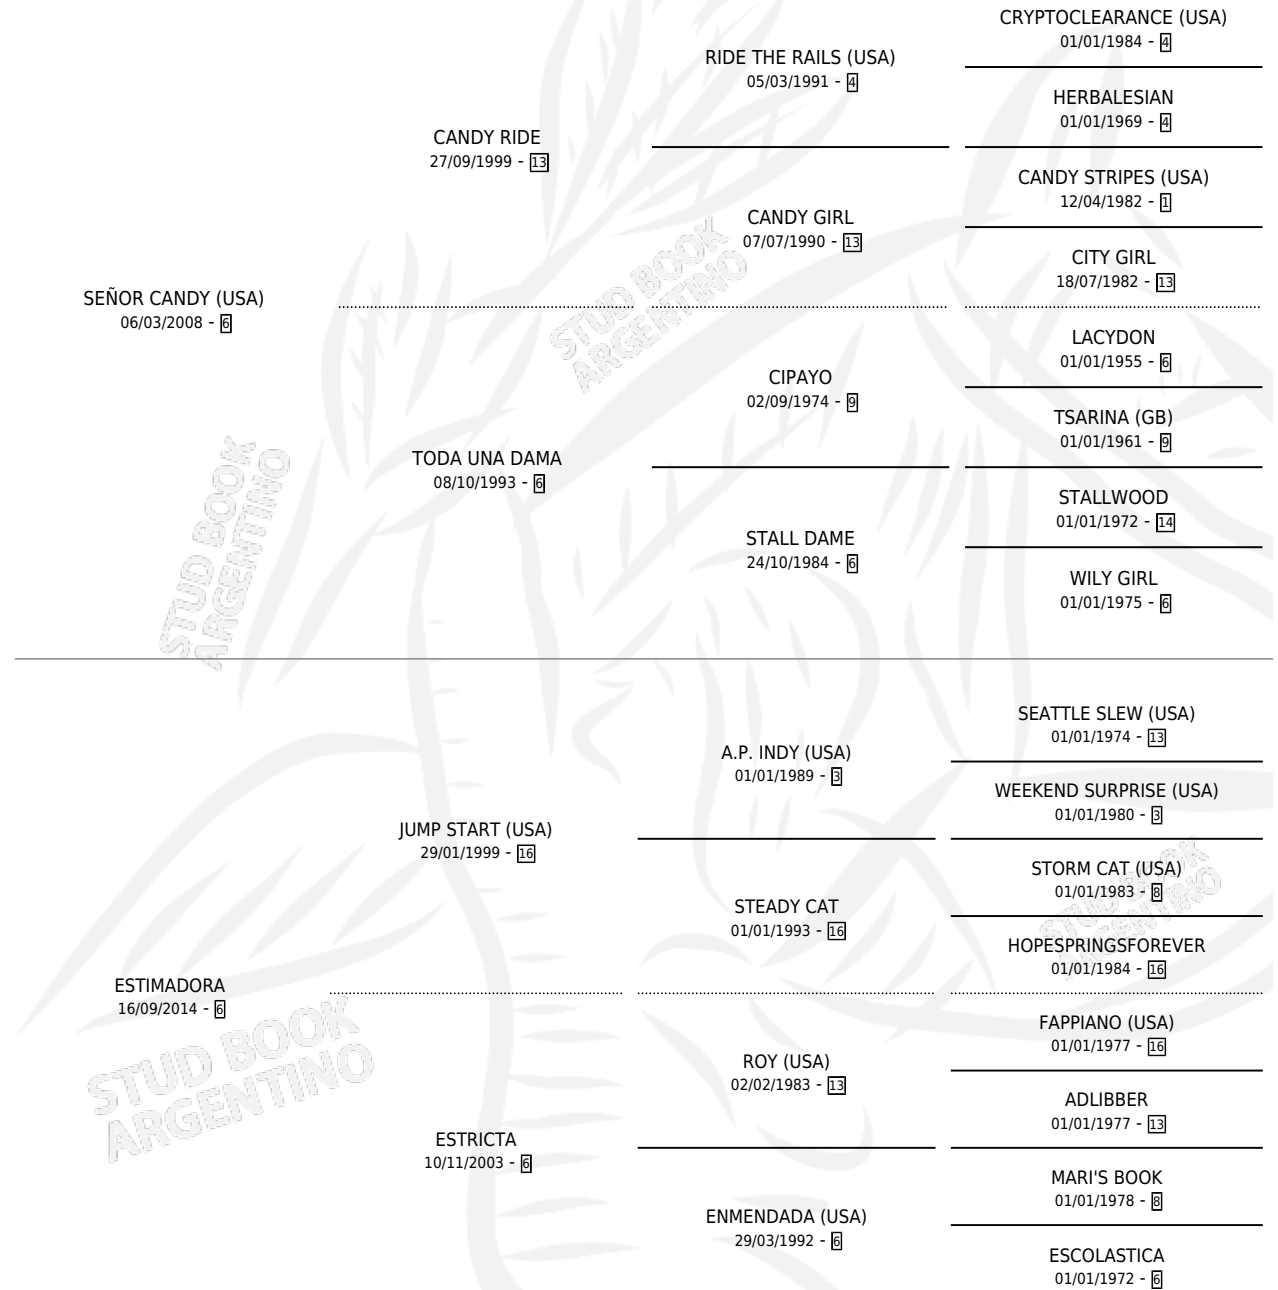 CRYPTOCLEARANCE (USA)
01/01/1984 - 4
RIDE THE RAILS (USA)
05/03/1991 - 4
HERBALESIAN
01/01/1969 - 4
CANDY RIDE
27/09/1999 - 13
CANDY STRIPES (USA)
12/04/1982 - 1
CANDY GIRL
07/07/1990 - 13
CITY GIRL
18/07/1982 - 13
SEÑOR CANDY (USA)
06/03/2008 - 6
LACYDON
01/01/1955 - 6
CIPAYO
02/09/1974 - 9
TSARINA (GB)
01/01/1961 - 9
TODA UNA DAMA
08/10/1993 - 6
STALLWOOD
01/01/1972 - 14
STALL DAME
24/10/1984 - 6
WILY GIRL
01/01/1975 - 6
STUD BOOK
ARGENTINO
STUD BOOK
ARGENTINO
SEATTLE SLEW (USA)
01/01/1974 - 13
A.P. INDY (USA)
01/01/1989 - 3
WEEKEND SURPRISE (USA)
01/01/1980 - 3
JUMP START (USA)
29/01/1999 - 16
STORM CAT (USA)
01/01/1983 - 8
STEADY CAT
01/01/1993 - 16
HOPESPRINGSFOREVER
01/01/1984 - 16
STUD BOOK
ARGENTINO
ESTIMADORA
16/09/2014 - 6
FAPPIANO (USA)
01/01/1977 - 16
ROY (USA)
02/02/1983 - 13
ADLIBBER
01/01/1977 - 13
STUD BOOK
ARGENTINO
ESTRICTA
10/11/2003 - 6
MARI'S BOOK
01/01/1978 - 8
ENMENDADA (USA)
29/03/1992 - 6
ESCOLASTICA
01/01/1972 - 6